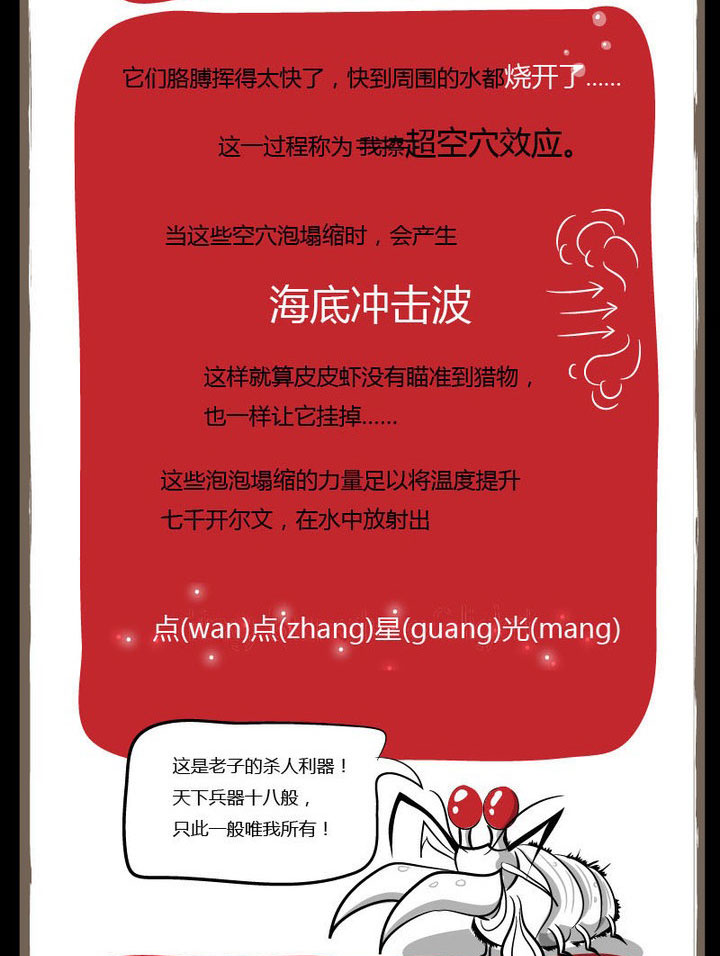 它们胳膊挥得太快了，快到周围的水都烧开了……
这一过程称为 我擦超空穴效应。
当这些空穴泡塌缩时，会产生
海底冲击波
这样就算皮皮虾没有瞄准到猎物，
也一样让它挂掉……
这些泡泡塌缩的力量足以将温度提升
七千开尔文，在水中放射出
点(wan)点(zhang)星(guang)光(mang)
这是老子的杀人利器！
天下兵器十八般，
只此一般唯我所有！